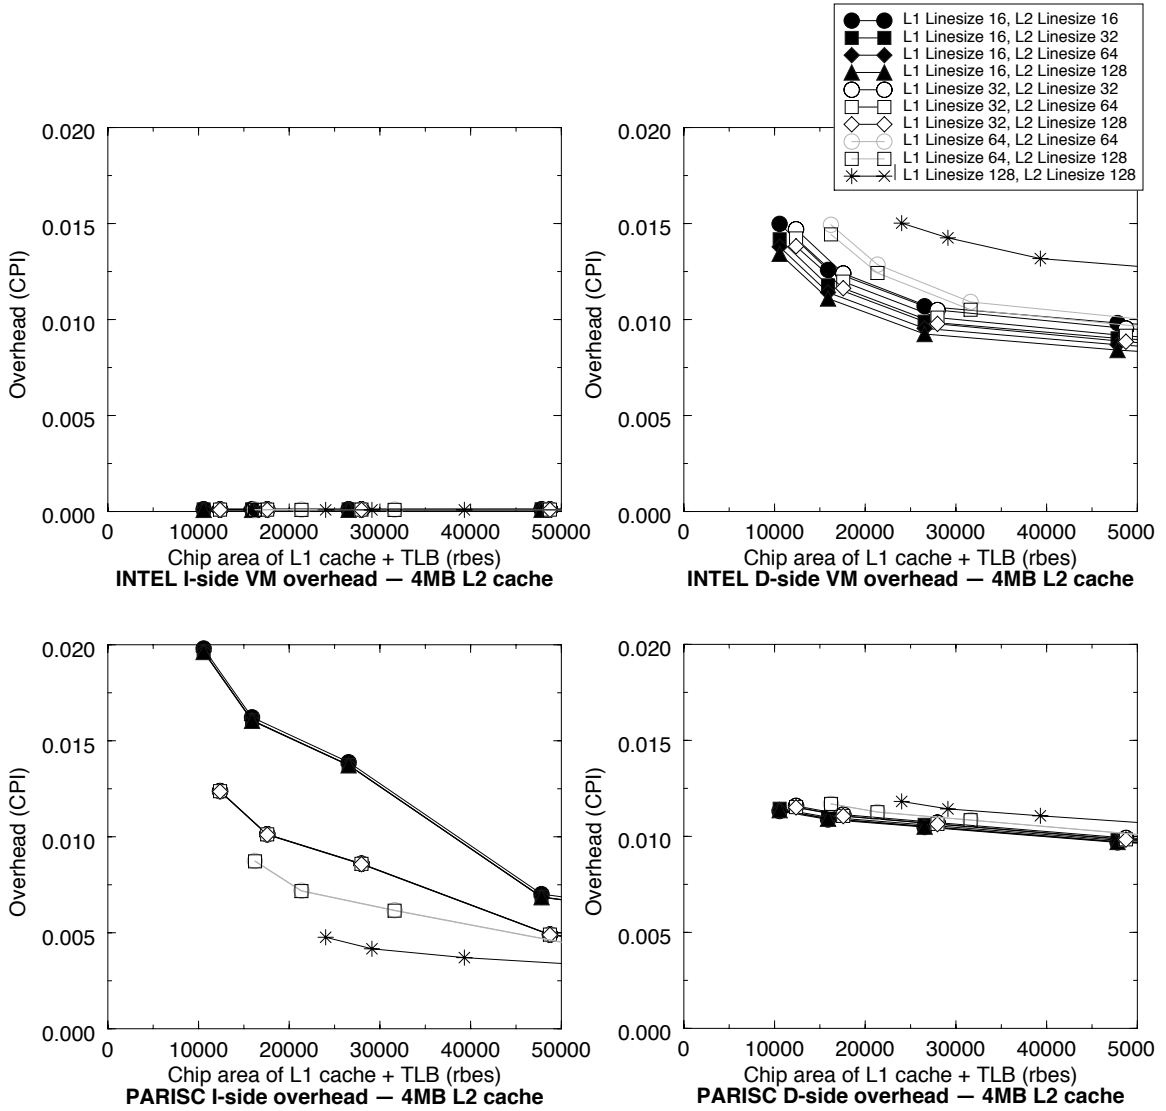 L1 Linesize 16, L2 Linesize 16
L1 Linesize 16, L2 Linesize 32
L1 Linesize 16, L2 Linesize 64
L1 Linesize 16, L2 Linesize 128
L1 Linesize 32, L2 Linesize 32
L1 Linesize 32, L2 Linesize 64
L1 Linesize 32, L2 Linesize 128
L1 Linesize 64, L2 Linesize 64
L1 Linesize 64, L2 Linesize 128
L1 Linesize 128, L2 Linesize 128
Overhead (CPI)
0.020
0.015
0.010
0.005
0.000
0 10000 20000 30000 40000 50000
Chip area of L1 cache + TLB (rbes)
INTEL I-side VM overhead — 4MB L2 cache
Overhead (CPI)
0.020
0.015
0.010
0.005
0.000
0 10000 20000 30000 40000 50000
Chip area of L1 cache + TLB (rbes)
INTEL D-side VM overhead — 4MB L2 cache
Overhead (CPI)
0.020
0.015
0.010
0.005
0.000
0 10000 20000 30000 40000 50000
Chip area of L1 cache + TLB (rbes)
PARISC I-side overhead — 4MB L2 cache
Overhead (CPI)
0.020
0.015
0.010
0.005
0.000
0 10000 20000 30000 40000 50000
Chip area of L1 cache + TLB (rbes)
PARISC D-side overhead — 4MB L2 cache